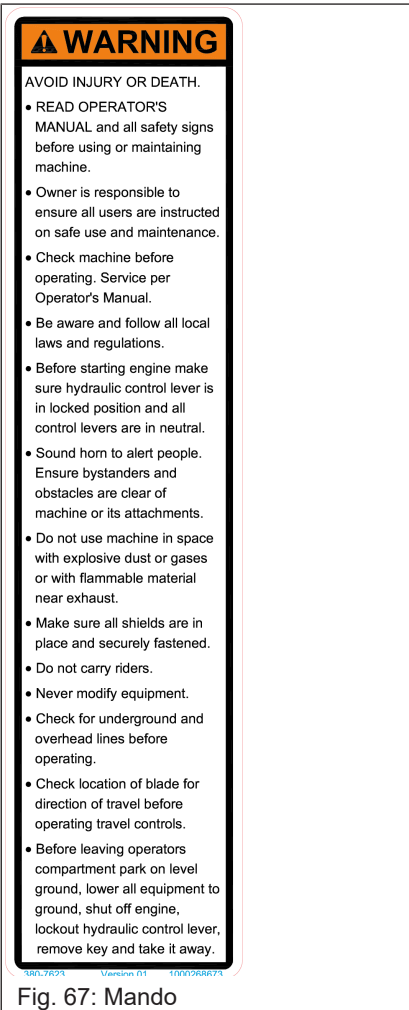 WARNING
AVOID INJURY OR DEATH.
• READ OPERATOR'S
MANUAL and all safety signs
before using or maintaining
machine.
• Owner is responsible to
ensure all users are instructed
on safe use and maintenance.
• Check machine before
operating. Service per
Operator's Manual.
• Be aware and follow all local
laws and regulations.
• Before starting engine make
sure hydraulic control lever is
in locked position and all
control levers are in neutral.
• Sound horn to alert people.
Ensure bystanders and
obstacles are clear of
machine or its attachments.
• Do not use machine in space
with explosive dust or gases
or with flammable material
near exhaust.
• Make sure all shields are in
place and securely fastened.
• Do not carry riders.
• Never modify equipment.
• Check for underground and
overhead lines before
operating.
• Check location of blade for
direction of travel before
operating travel controls.
• Before leaving operators
compartment park on level
ground, lower all equipment to
ground, shut off engine,
lockout hydraulic control lever,
remove key and take it away.
380-7623 Version 01 1000268673
Fig. 67: Mando